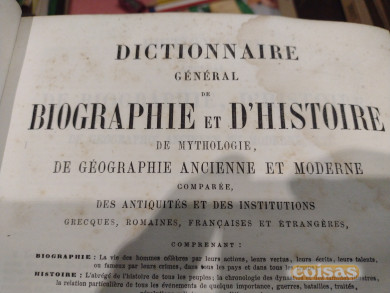 DICTIONNAIRE
GÉNÉRAL
DE
BIOGRAPHIE ET D'HISTOIRE
DE MYTHOLOGIE,
DE GÉOGRAPHIE ANCIENNE ET MODERNE
COMPARÉE,
DES ANTIQUITÉS ET DES INSTITUTIONS
GRECQUES, ROMAINES, FRANÇAISES ET ÉTRANGÈRES,
COMPRENANT :
BIOGRAPHIE : La vie des hommes célèbres par leurs actions, leurs vertus, leurs écrits, leurs talents,
ou fameux par leurs crimes, dans tous les pays et dans tous les
HISTOIRE : L'abrégé de l'histoire de tous les peuples; la chronologie des dynasties
la relation particulière de tous les événements de quelque importance, guerres, batailles, traités,
coisas